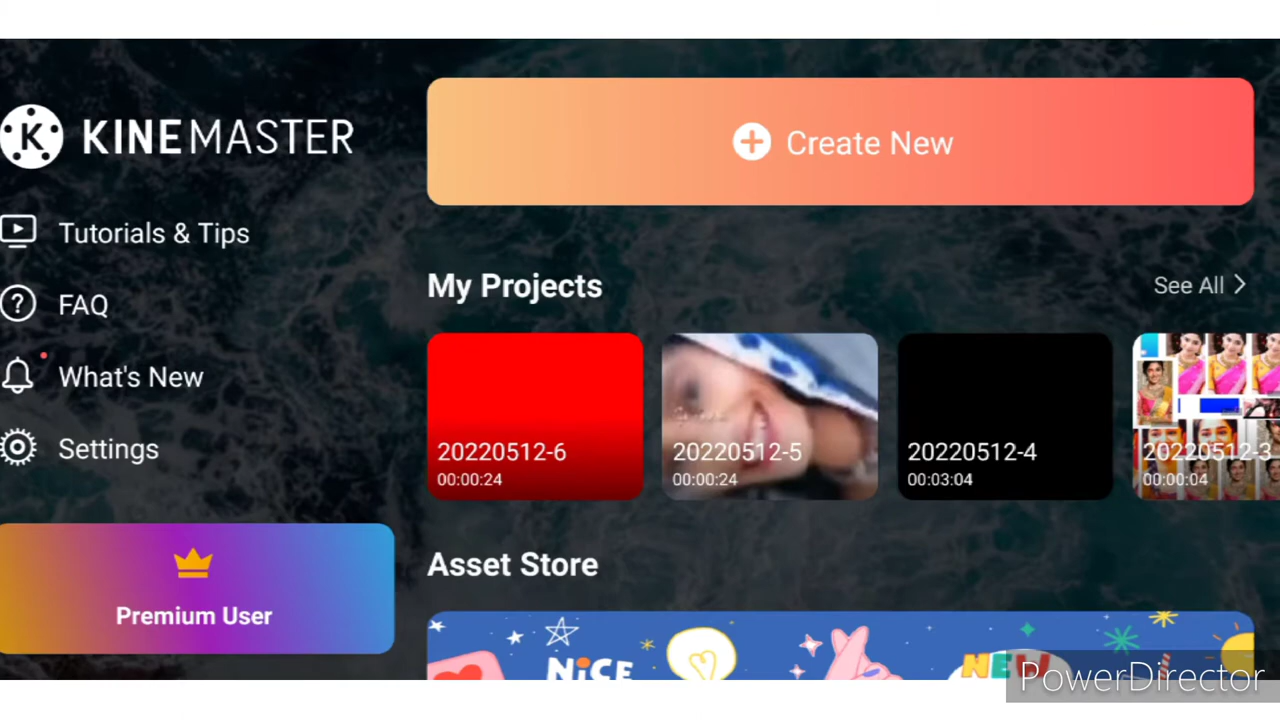 K KINEMASTER
Tutorials & Tips
? FAQ
What's New
Settings
Premium User
Create New
My Projects
See All
20220512-6
00:00:24
20220512-5
00:00:24
20220512-4
00:03:04
20220512-3
00:00:04
Asset Store
NiCE
NEW
PowerDirector